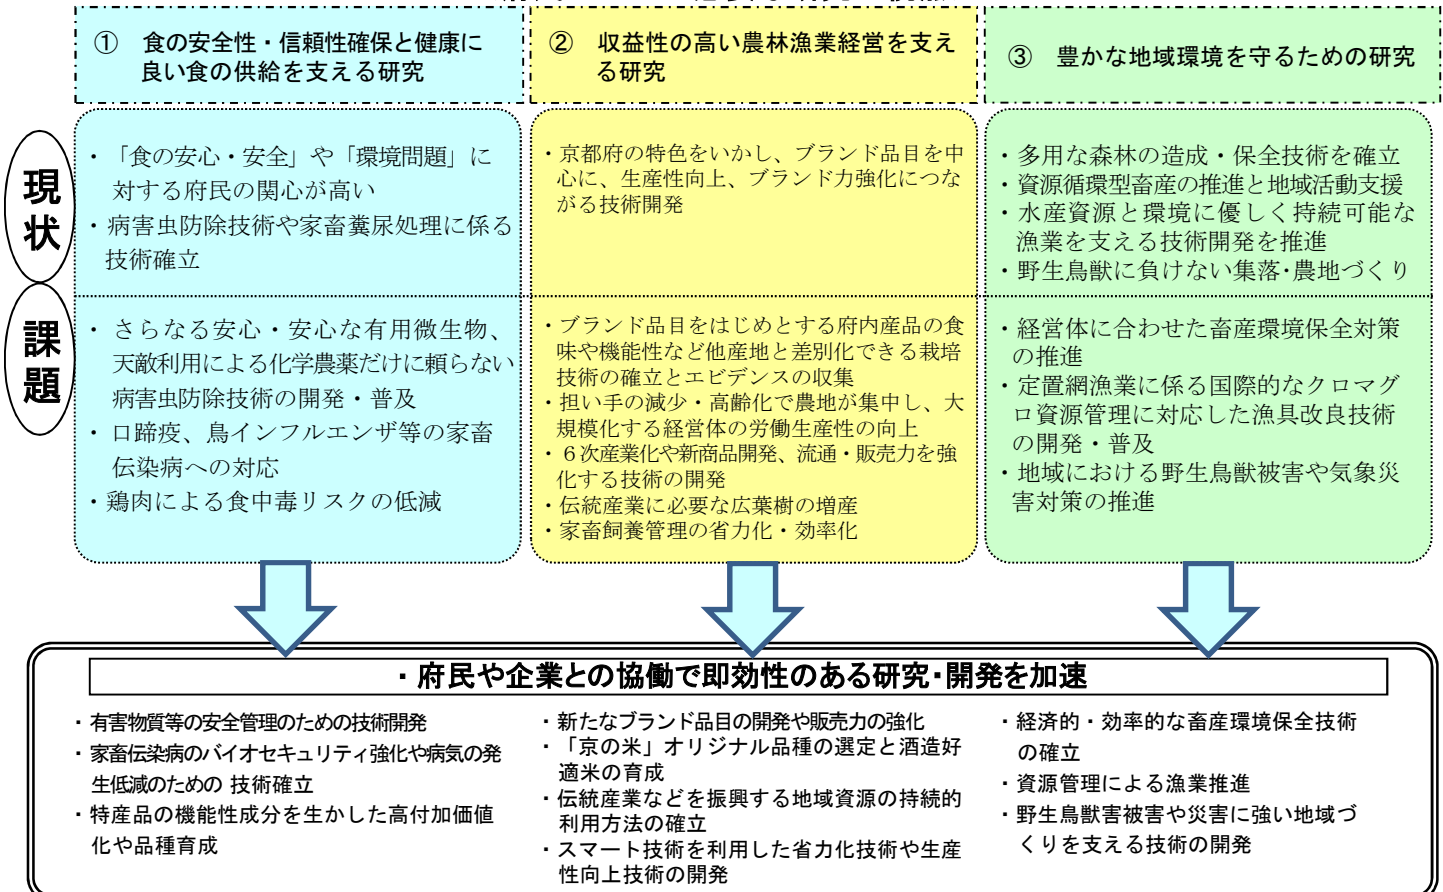 ① 食の安全性・信頼性確保と健康に
良い食の供給を支える研究
② 収益性の高い農林漁業経営を支え
る研究
③ 豊かな地域環境を守るための研究
現状
・「食の安心・安全」や「環境問題」に
対する府民の関心が高い
・病害虫防除技術や家畜糞尿処理に係る
技術確立
・京都府の特色をいかし、ブランド品目を中
心に、生産性向上、ブランド力強化につな
がる技術開発
・多用な森林の造成・保全技術を確立
・資源循環型畜産の推進と地域活動支援
・水産資源と環境に優しく持続可能な
漁業を支える技術開発を推進
・野生鳥獣に負けない集落・農地づくり
課題
・さらなる安心・安心な有用微生物、
天敵利用による化学農薬だけに頼らない
病害虫防除技術の開発・普及
・口蹄疫、鳥インフルエンザ等の家畜
伝染病への対応
・鶏肉による食中毒リスクの低減
・ブランド品目をはじめとする府内産品の食
味や機能性など他産地と差別化できる栽培
技術の確立とエビデンスの収集
・担い手の減少・高齢化で農地が集中し、大
規模化する経営体の労働生産性の向上
・６次産業化や新商品開発、流通・販売力を強
化する技術の開発
・伝統産業に必要な広葉樹の増産
・家畜飼養管理の省力化・効率化
・経営体に合わせた畜産環境保全対策
の推進
・定置網漁業に係る国際的なクロマグ
ロ資源管理に対応した漁具改良技術
の開発・普及
・地域における野生鳥獣被害や気象災
害対策の推進
・府民や企業との協働で即効性のある研究・開発を加速
・有害物質等の安全管理のための技術開発
・家畜伝染病のバイオセキュリティ強化や病気の発
生低減のための 技術確立
・特産品の機能性成分を生かした高付加価値
化や品種育成
・新たなブランド品目の開発や販売力の強化
・「京の米」オリジナル品種の選定と酒造好
適米の育成
・伝統産業などを振興する地域資源の持続的
利用方法の確立
・スマート技術を利用した省力化技術や生産
性向上技術の開発
・経済的・効率的な畜産環境保全技術
の確立
・資源管理による漁業推進
・野生鳥獣害被害や災害に強い地域づ
くりを支える技術の開発